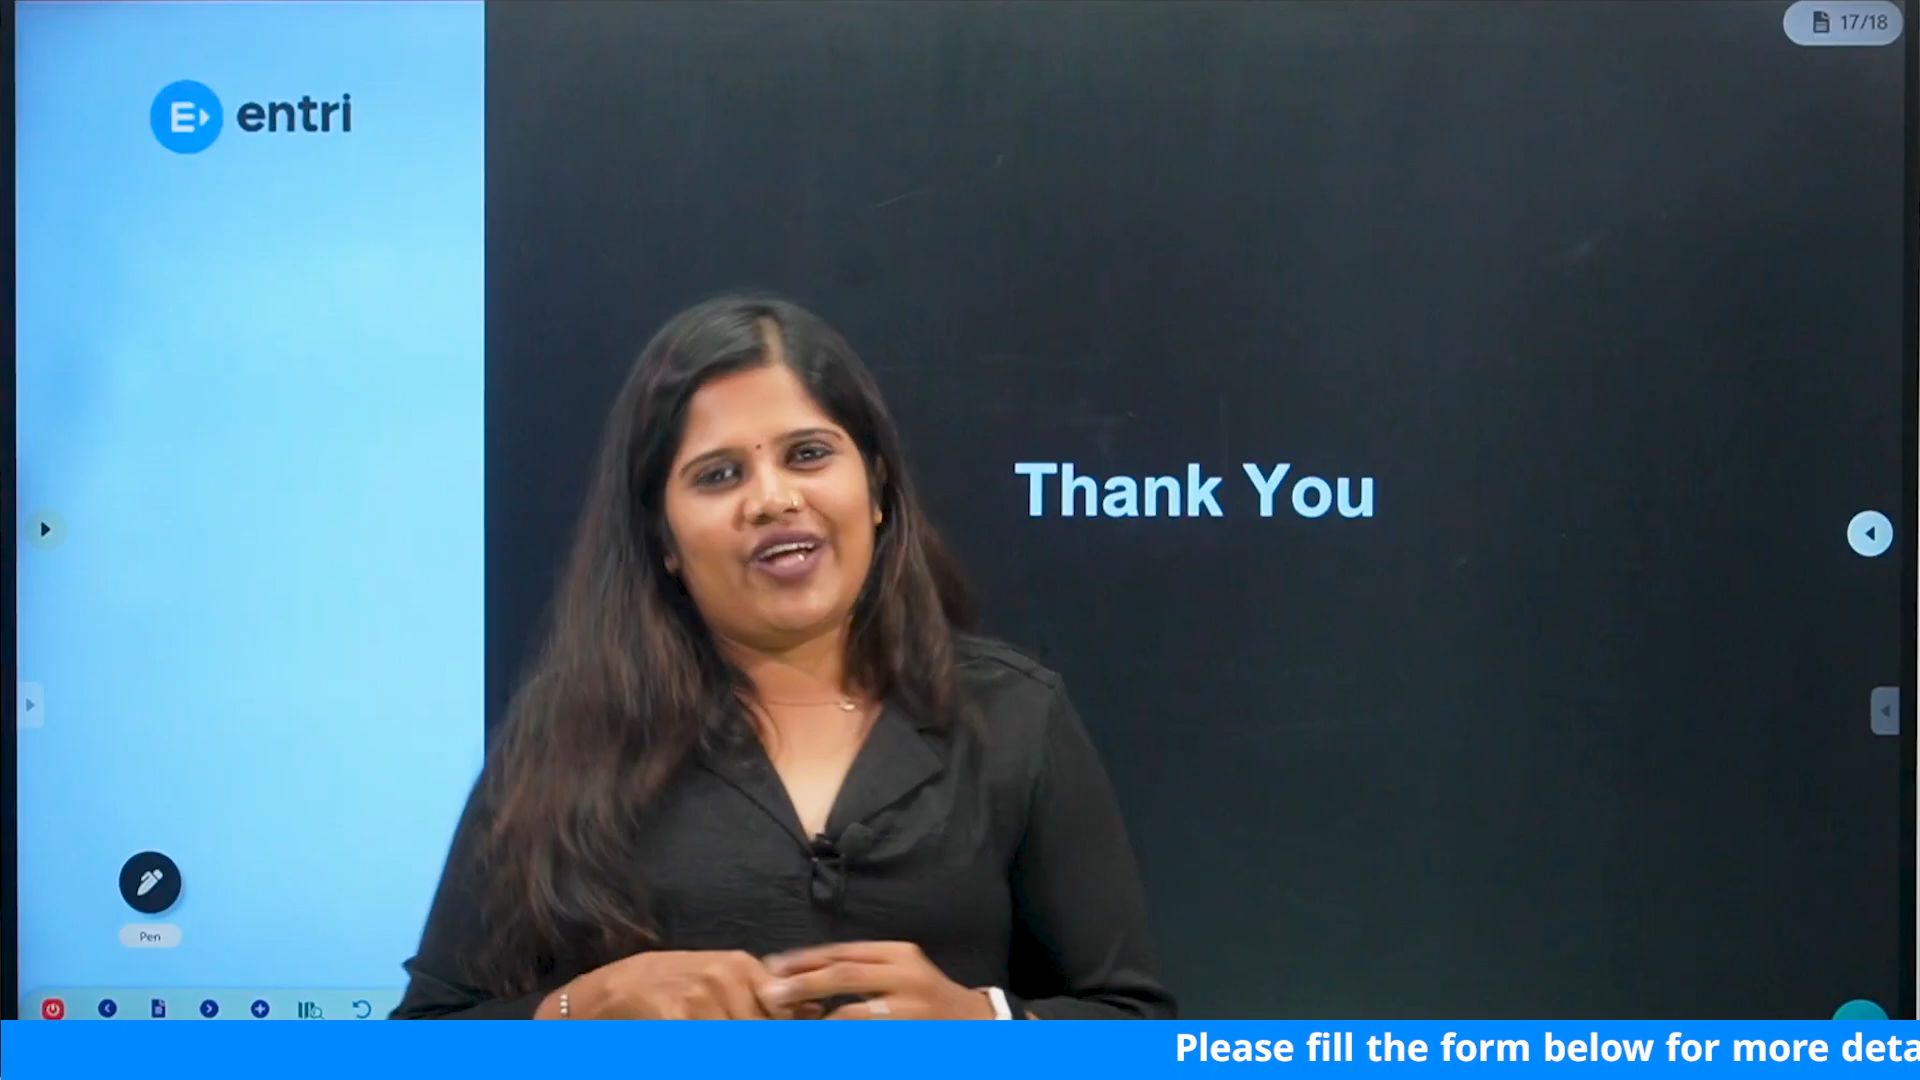 entri
17/18
Thank You
Pen
Please fill the form below for more deta